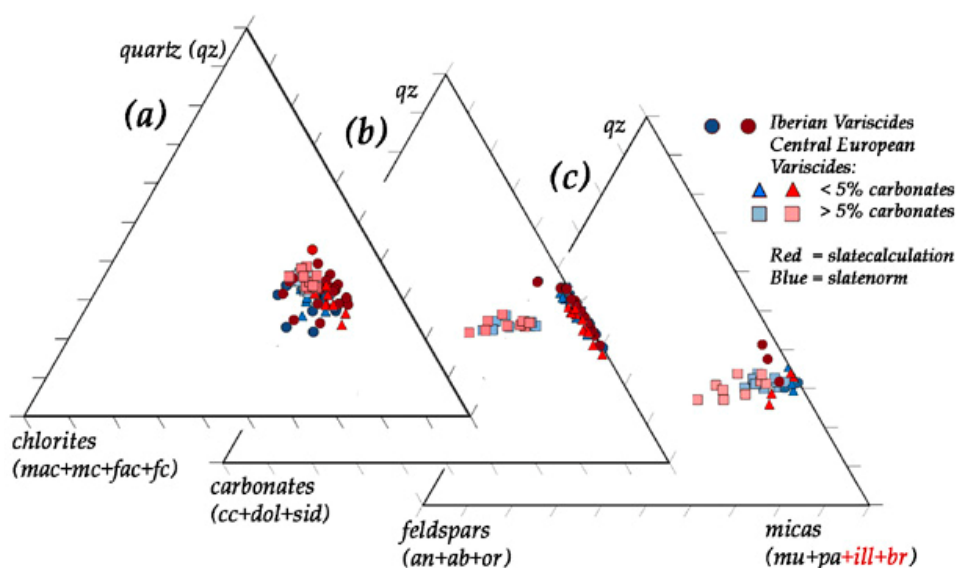 quartz (qz)
(a)
qz
(b)
qz
(c)
Iberian Variscides
Central European
Variscides:
< 5% carbonates
> 5% carbonates
Red = slatecalculation
Blue = slatenorm
chlorites
(mac+mc+fac+fc)
carbonates
(cc+dol+sid)
feldspars
(an+ab+or)
micas
(mu+pa+ill+br)